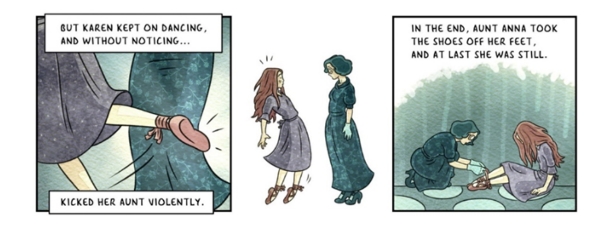 BUT KAREN KEPT ON DANCING,
AND WITHOUT NOTICING...
KICKED HER AUNT VIOLENTLY.
IN THE END, AUNT ANNA TOOK
THE SHOES OFF HER FEET,
AND AT LAST SHE WAS STILL.